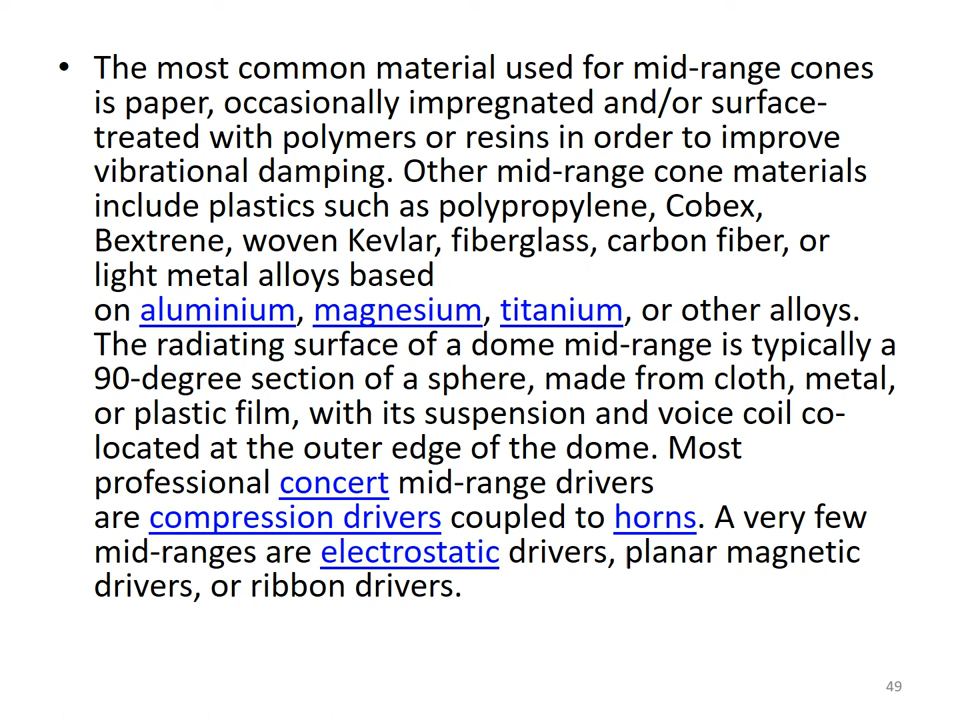 • The most common material used for mid-range cones
is paper, occasionally impregnated and/or surface-
treated with polymers or resins in order to improve
vibrational damping. Other mid-range cone materials
include plastics such as polypropylene, Cobex,
Bextrene, woven Kevlar, fiberglass, carbon fiber, or
light metal alloys based
on aluminium, magnesium, titanium, or other alloys.
The radiating surface of a dome mid-range is typically a
90-degree section of a sphere, made from cloth, metal,
or plastic film, with its suspension and voice coil co-
located at the outer edge of the dome. Most
professional concert mid-range drivers
are compression drivers coupled to horns. A very few
mid-ranges are electrostatic drivers, planar magnetic
drivers, or ribbon drivers.
49